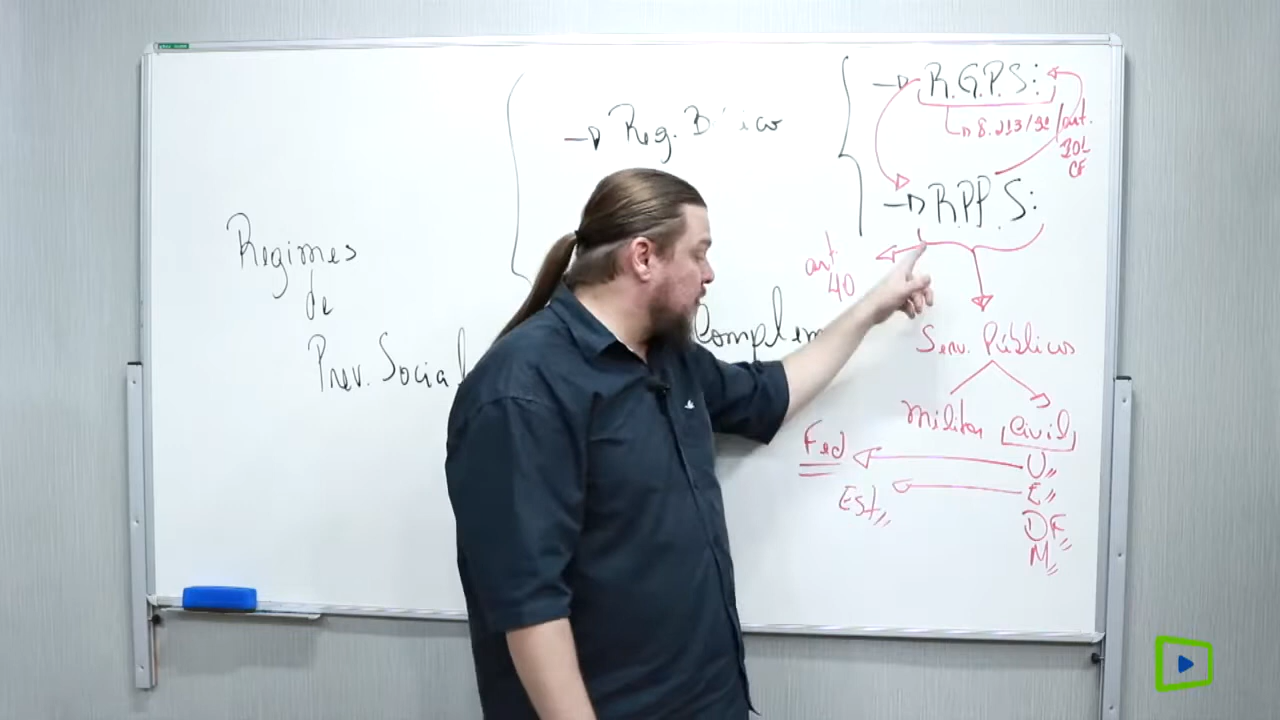 Regimes
de
Prev. Social
Reg. Básico
Complem
R.G.P.S:
8.213/91 / art.
201
CF
R.P.P.S:
art.
40
Serv. Públicos
Militar Civil
Fed U
Est E
DF
M